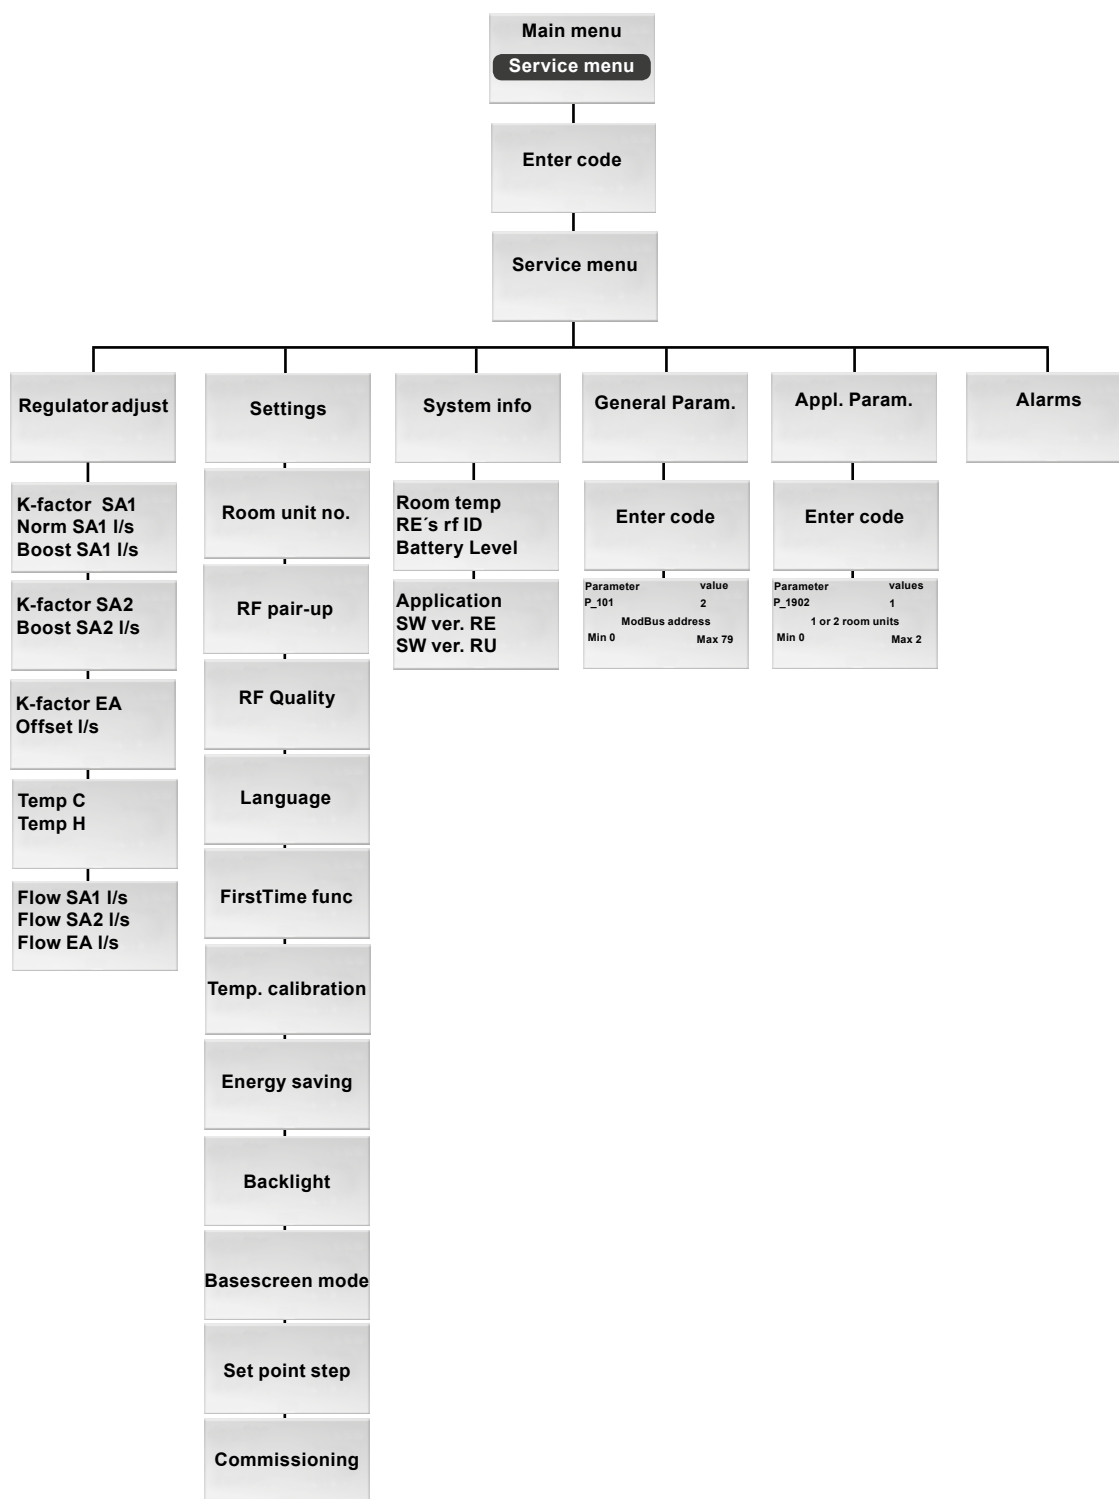 Main menu
Service menu
Enter code
Service menu
Regulator adjust
K-factor SA1
Norm SA1 l/s
Boost SA1 l/s
K-factor SA2
Boost SA2 l/s
K-factor EA
Offset l/s
Temp C
Temp H
Flow SA1 l/s
Flow SA2 l/s
Flow EA l/s
Settings
Room unit no.
RF pair-up
RF Quality
Language
FirstTime func
Temp. calibration
Energy saving
Backlight
Basescreen mode
Set point step
Commissioning
System info
Room temp
RE´s rf ID
Battery Level
Application
SW ver. RE
SW ver. RU
General Param.
Enter code
Parameter value
P_101 2
ModBus address
Min 0 Max 79
Appl. Param.
Enter code
Parameter values
P_1902 1
1 or 2 room units
Min 0 Max 2
Alarms